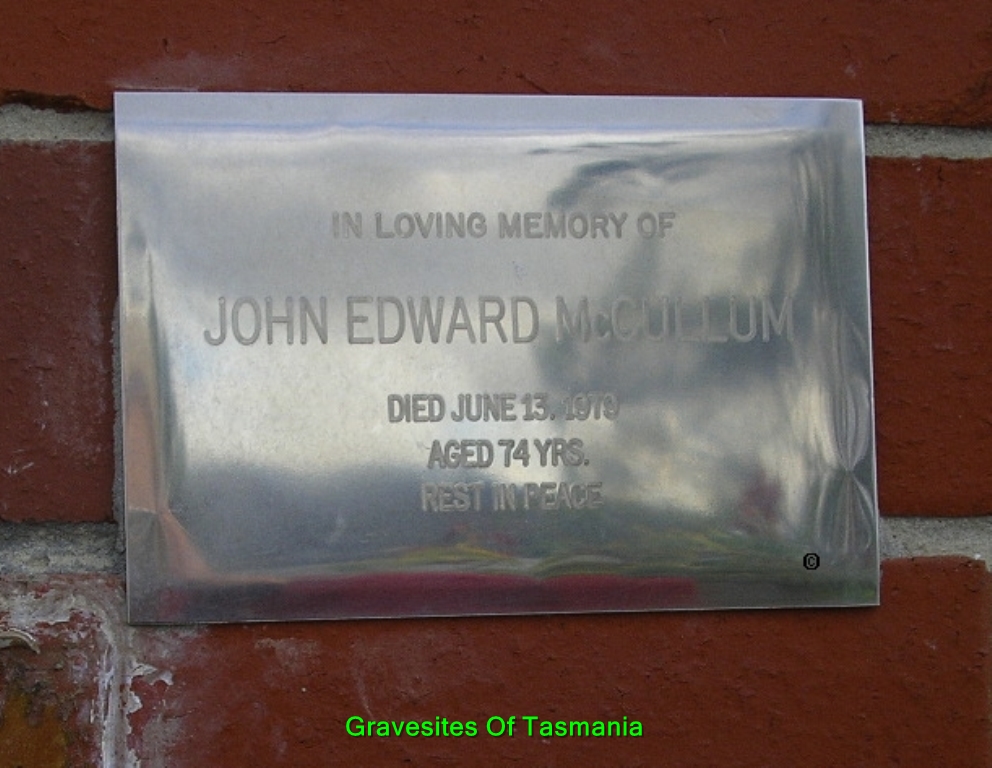 IN LOVING MEMORY OF
JOHN EDWARD McCULLUM
DIED JUNE 13. 1979
AGED 74 YRS.
REST IN PEACE
©
Gravesites Of Tasmania